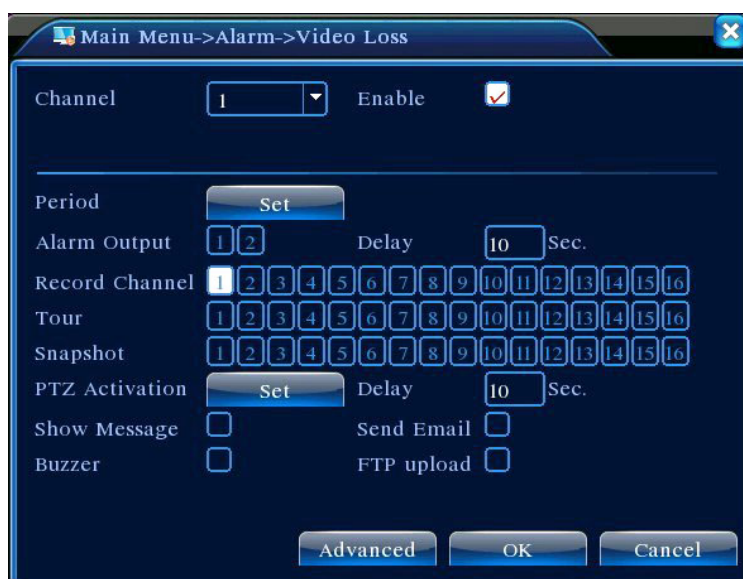 Main Menu->Alarm->Video Loss
Channel 1 Enable
Period Set
Alarm Output 1 2 Delay 10 Sec.
Record Channel 1 2 3 4 5 6 7 8 9 10 11 12 13 14 15 16
Tour 1 2 3 4 5 6 7 8 9 10 11 12 13 14 15 16
Snapshot 1 2 3 4 5 6 7 8 9 10 11 12 13 14 15 16
PTZ Activation Set Delay 10 Sec.
Show Message Send Email
Buzzer FTP upload
Advanced OK Cancel